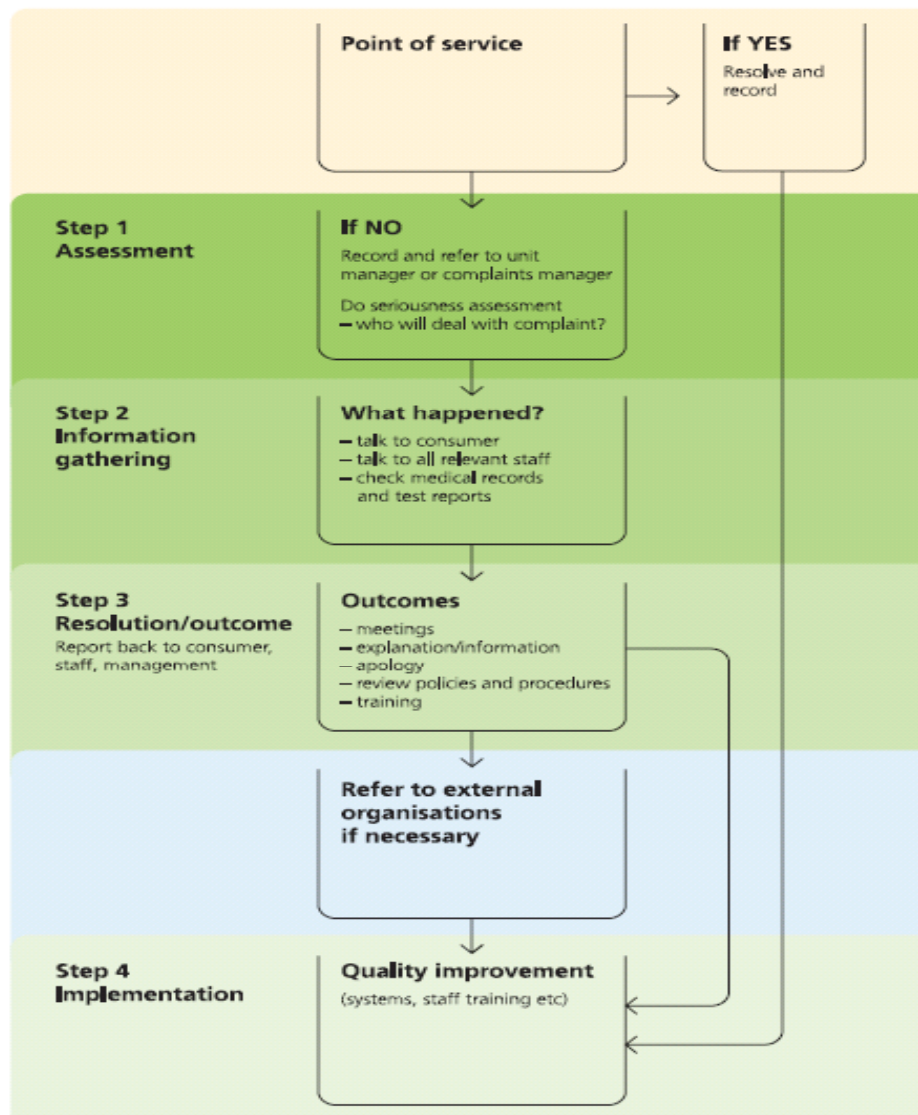 Point of service
If YES
Resolve and
record
Step 1
Assessment
If NO
Record and refer to unit
manager or complaints manager
Do seriousness assessment
– who will deal with complaint?
Step 2
Information
gathering
What happened?
– talk to consumer
– talk to all relevant staff
– check medical records
and test reports
Step 3
Resolution/outcome
Report back to consumer,
staff, management
Outcomes
– meetings
– explanation/information
– apology
– review policies and procedures
– training
Refer to external
organisations
if necessary
Step 4
Implementation
Quality improvement
(systems, staff training etc)